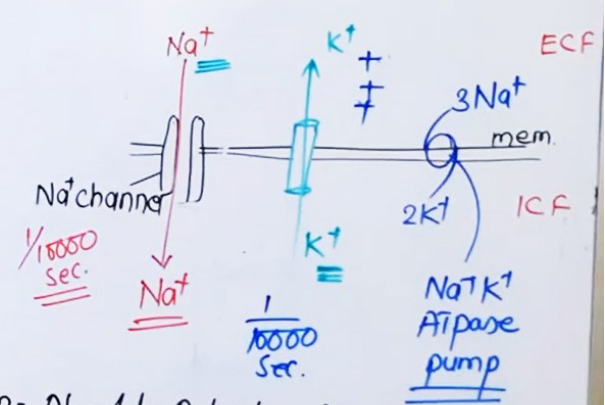 Na⁺
K⁺
+
+
+
ECF
3Na⁺
mem.
Na⁺channel
2K⁺
ICF
1/10000
sec.
Na⁺
K⁺
1
10000
Sec.
Na⁺K⁺
ATpase
pump